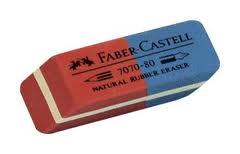 FABER-CASTELL
7070-80
NATURAL RUBBER ERASER